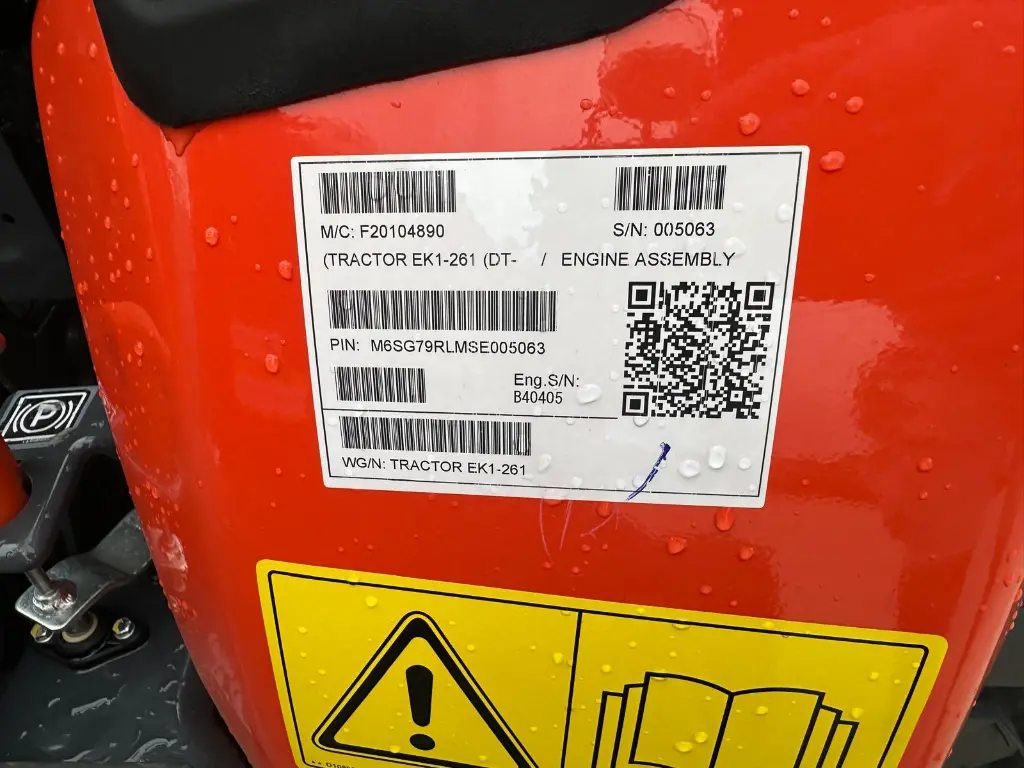 M/C: F20104890
S/N: 005063
(TRACTOR EK1-261 (DT- / ENGINE ASSEMBLY
PIN: M6SG79RLMSE005063
Eng.S/N:
B40405
WG/N: TRACTOR EK1-261
P